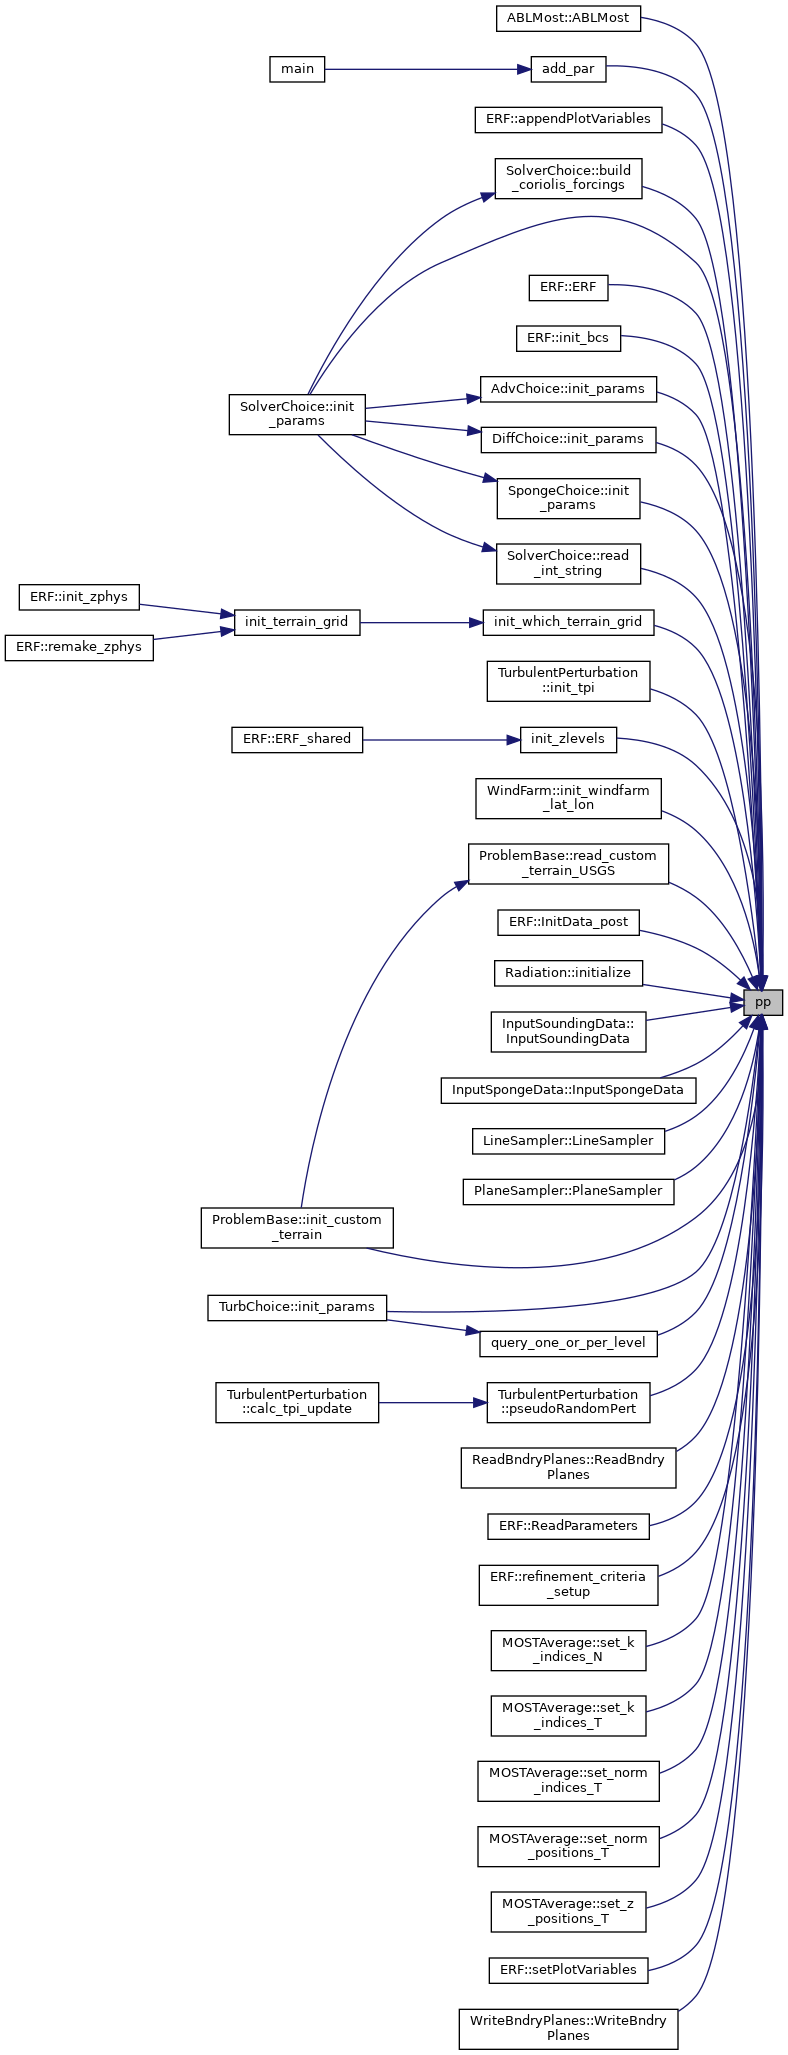 ABLMost::ABLMost
main
add_par
ERF::appendPlotVariables
SolverChoice::build
_coriolis_forcings
ERF::ERF
ERF::init_bcs
AdvChoice::init_params
SolverChoice::init
_params
DiffChoice::init_params
SpongeChoice::init
_params
SolverChoice::read
_int_string
ERF::init_zphys
init_terrain_grid
init_which_terrain_grid
ERF::remake_zphys
TurbulentPerturbation
::init_tpi
ERF::ERF_shared
init_zlevels
WindFarm::init_windfarm
_lat_lon
ProblemBase::read_custom
_terrain_USGS
ERF::InitData_post
Radiation::initialize
pp
InputSoundingData::
InputSoundingData
InputSpongeData::InputSpongeData
LineSampler::LineSampler
PlaneSampler::PlaneSampler
ProblemBase::init_custom
_terrain
TurbChoice::init_params
query_one_or_per_level
TurbulentPerturbation
::calc_tpi_update
TurbulentPerturbation
::pseudoRandomPert
ReadBndryPlanes::ReadBndry
Planes
ERF::ReadParameters
ERF::refinement_criteria
_setup
MOSTAverage::set_k
_indices_N
MOSTAverage::set_k
_indices_T
MOSTAverage::set_norm
_indices_T
MOSTAverage::set_norm
_positions_T
MOSTAverage::set_z
_positions_T
ERF::setPlotVariables
WriteBndryPlanes::WriteBndry
Planes